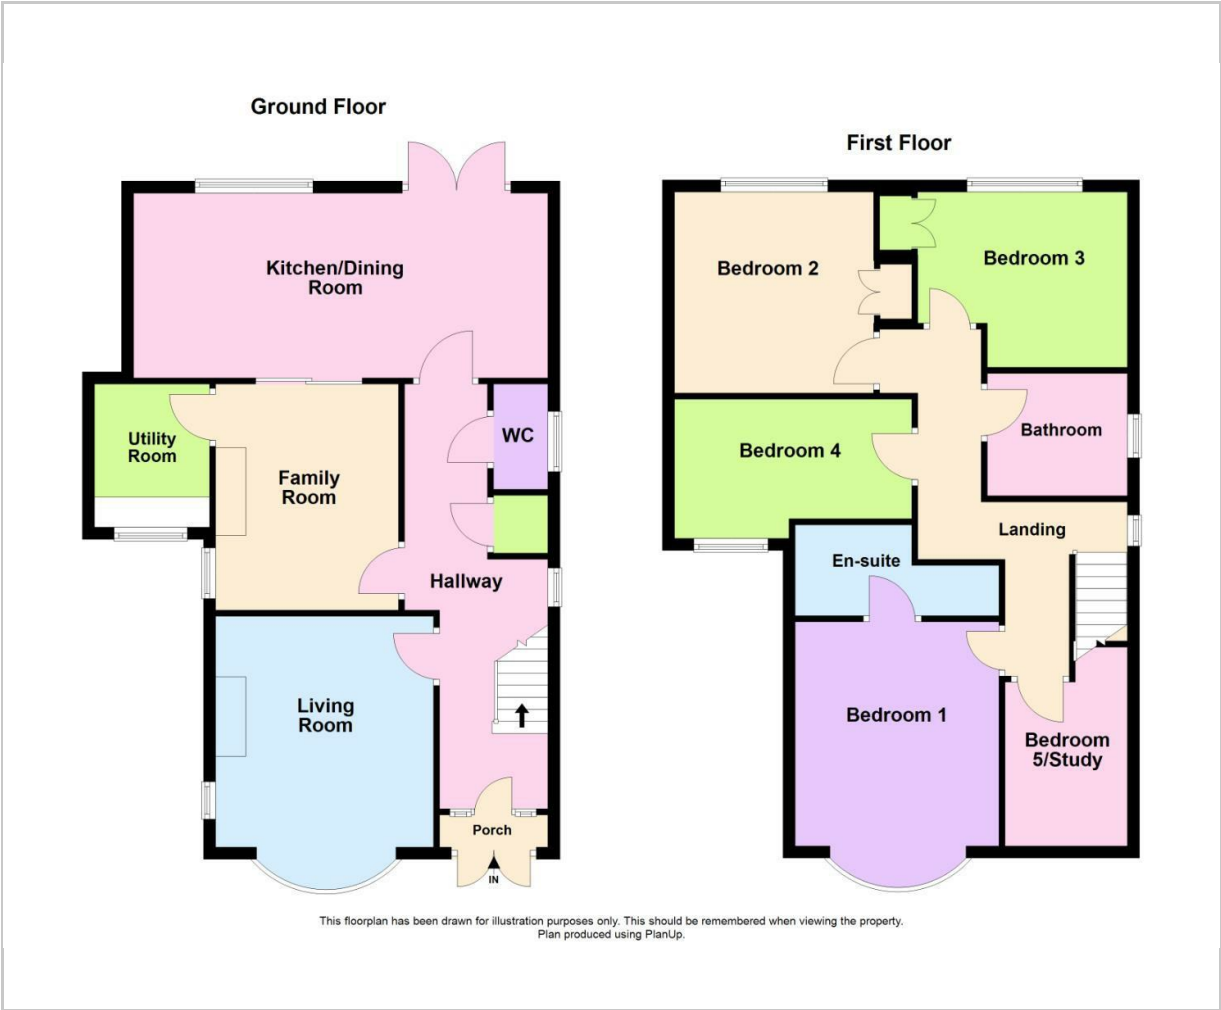 Ground Floor
Kitchen/Dining
Room
Utility
Room
Family
Room
WC
Hallway
Living
Room
Porch
IN
First Floor
Bedroom 2
Bedroom 3
Bedroom 4
Bathroom
Landing
En-suite
Bedroom 1
Bedroom
5/Study
This floorplan has been drawn for illustration purposes only. This should be remembered when viewing the property.
Plan produced using PlanUp.